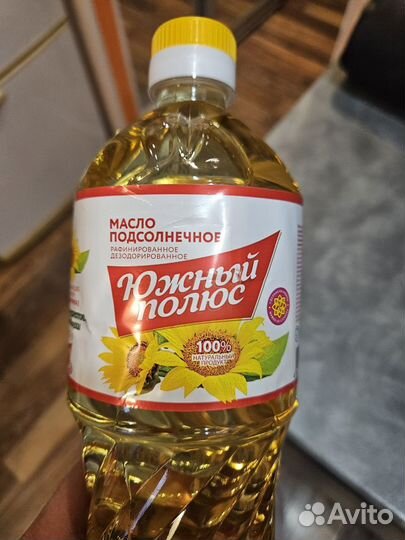 МАСЛО
ПОДСОЛНЕЧНОЕ
РАФИНИРОВАННОЕ
ДЕЗОДОРИРОВАННОЕ
Южный
полюс
100%
НАТУРАЛЬНЫЙ
ПРОДУКТ
Avito